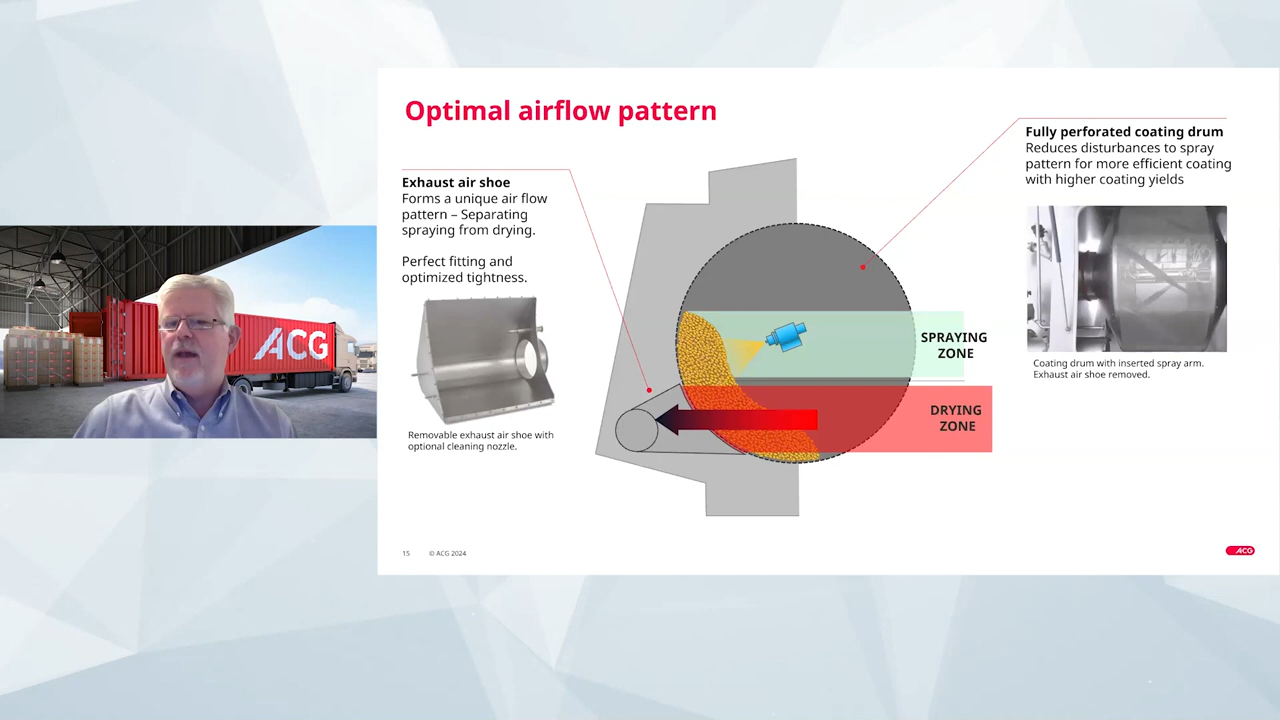 Optimal airflow pattern
Exhaust air shoe
Forms a unique air flow
pattern – Separating
spraying from drying.
Perfect fitting and
optimized tightness.
Removable exhaust air shoe with
optional cleaning nozzle.
SPRAYING
ZONE
DRYING
ZONE
Fully perforated coating drum
Reduces disturbances to spray
pattern for more efficient coating
with higher coating yields
Coating drum with inserted spray arm.
Exhaust air shoe removed.
ACG
15 © ACG 2024
ACG